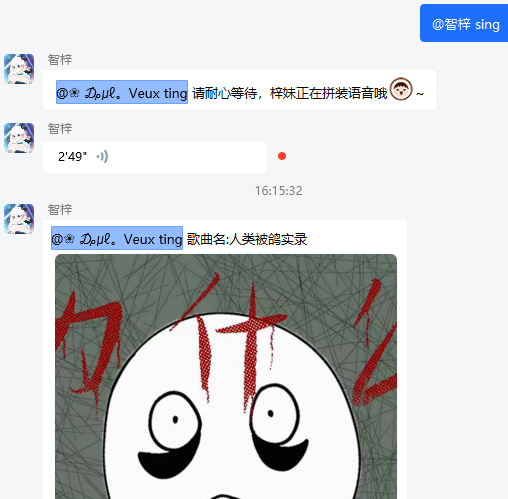 @智梓 sing
智梓
@❀ 𝒟ℴ𝓊𝓁。Veux ting 请耐心等待，梓妹正在拼装语音哦～
智梓
2'49"
16:15:32
智梓
@❀ 𝒟ℴ𝓊𝓁。Veux ting 歌曲名:人类被鸽实录